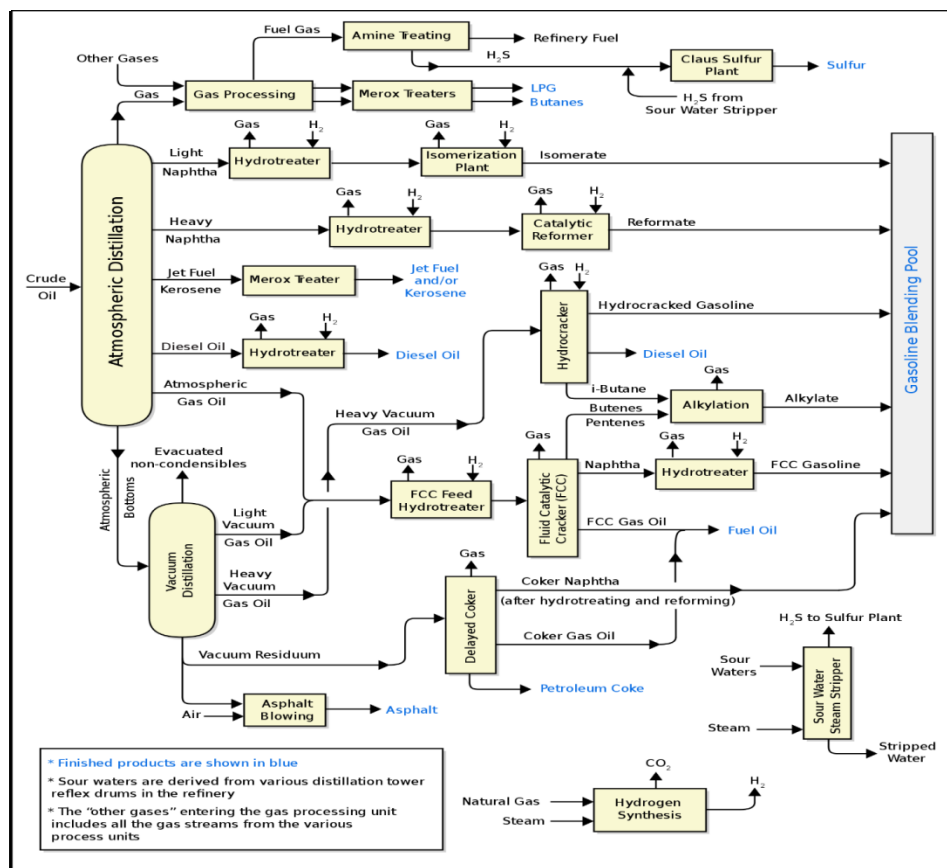 Other Gases
Gas
Gas Processing
Fuel Gas
Amine Treating
Refinery Fuel
H₂S
Merox Treaters
LPG
Butanes
Claus Sulfur
Plant
Sulfur
H₂S from
Sour Water Stripper
Crude
Oil
Atmospheric Distillation
Light
Naphtha
Gas
H₂
Hydrotreater
Gas
H₂
Isomerization
Plant
Isomerate
Heavy
Naphtha
Gas
H₂
Hydrotreater
Gas
H₂
Catalytic
Reformer
Reformate
Jet Fuel
Kerosene
Merox Treater
Jet Fuel
and/or
Kerosene
Diesel Oil
Gas
H₂
Hydrotreater
Diesel Oil
Gas
H₂
Hydrocracker
Hydrocracked Gasoline
Diesel Oil
i-Butane
Butenes
Pentenes
Gas
Alkylation
Alkylate
Gasoline Blending Pool
Atmospheric
Gas Oil
Heavy Vacuum
Gas Oil
Atmospheric
Bottoms
Evacuated
non-condensibles
Vacuum
Distillation
Light
Vacuum
Gas Oil
Heavy
Vacuum
Gas Oil
Gas
H₂
FCC Feed
Hydrotreater
Gas
Fluid Catalytic
Cracker (FCC)
Naphtha
Gas
H₂
Hydrotreater
FCC Gasoline
FCC Gas Oil
Fuel Oil
Vacuum Residuum
Gas
Delayed Coker
Coker Naphtha
(after hydrotreating and reforming)
Coker Gas Oil
Petroleum Coke
Air
Asphalt
Blowing
Asphalt
H₂S to Sulfur Plant
Sour
Waters
Steam
Sour Water
Steam Stripper
Stripped
Water
* Finished products are shown in blue
* Sour waters are derived from various distillation tower
reflex drums in the refinery
* The “other gases” entering the gas processing unit
includes all the gas streams from the various
process units
Natural Gas
Steam
CO₂
Hydrogen
Synthesis
H₂